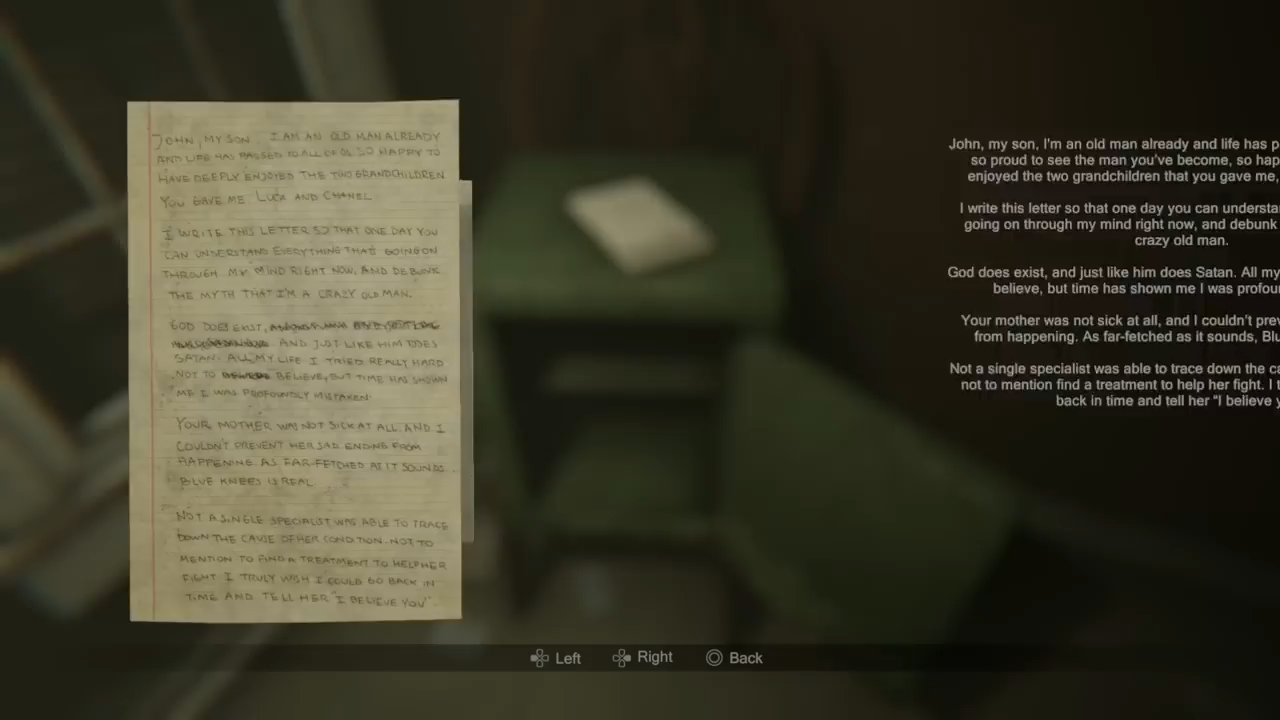 JOHN, MY SON. I AM AN OLD MAN ALREADY
AND LIFE HAS PASSED TO ALL OF US SO HAPPY TO
HAVE DEEPLY ENJOYED THE TWO GRANDCHILDREN
YOU GAVE ME, LUCA AND CHANEL
I WRITE THIS LETTER SO THAT ONE DAY YOU
CAN UNDERSTAND EVERYTHING THATS GOING ON
THROUGH MY MIND RIGHT NOW, AND DEBUNK
THE MYTH THAT I'M A CRAZY OLD MAN.
GOD DOES EXIST,
AND JUST LIKE HIM DOES
SATAN. ALL MY LIFE I TRIED REALLY HARD
NOT TO BELIEVE, BUT TIME HAS SHOWN
ME I WAS PROFOUNDLY MISTAKEN.
YOUR MOTHER WAS NOT SICK AT ALL. AND I
COULDN'T PREVENT HER SAD ENDING FROM
HAPPENING. AS FAR-FETCHED AS IT SOUNDS
BLUE KNEES IS REAL
NOT A SINGLE SPECIALIST WAS ABLE TO TRACE
DOWN THE CAUSE OF HER CONDITION. NOT TO
MENTION TO FIND A TREATMENT TO HELP HER
FIGHT. I TRULY WISH I COULD GO BACK IN
TIME AND TELL HER "I BELIEVE YOU".
John, my son, I'm an old man already and life has p
so proud to see the man you've become, so hap
enjoyed the two grandchildren that you gave me,
I write this letter so that one day you can understa
going on through my mind right now, and debunk
crazy old man.
God does exist, and just like him does Satan. All my
believe, but time has shown me I was profou
Your mother was not sick at all, and I couldn't prev
from happening. As far-fetched as it sounds, Blu
Not a single specialist was able to trace down the ca
not to mention find a treatment to help her fight. I t
back in time and tell her "I believe y
Left Right Back